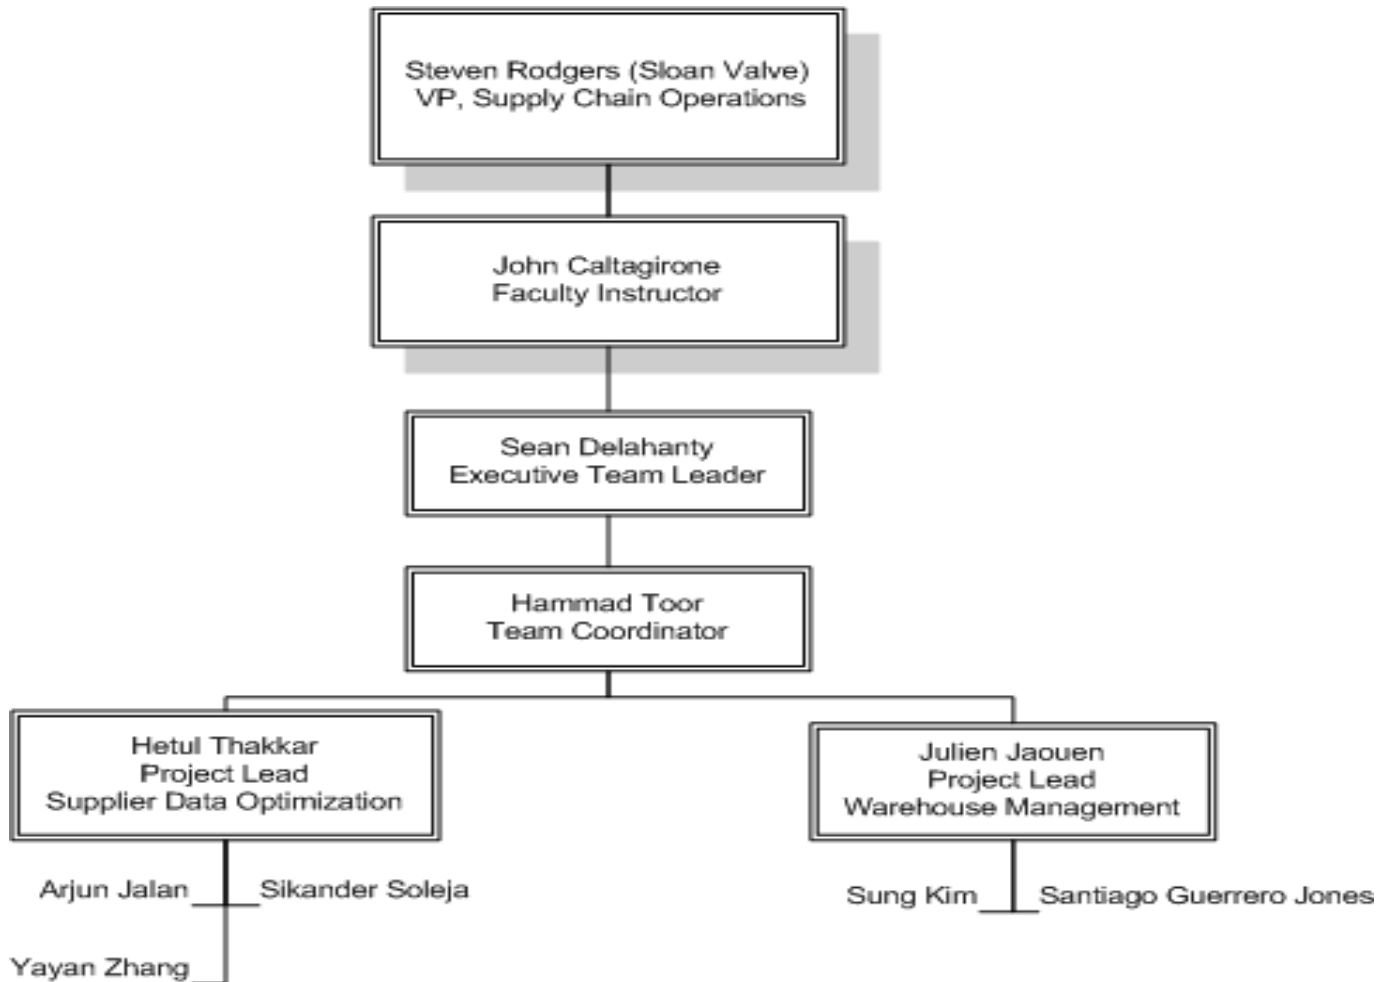 Steven Rodgers (Sloan Valve)
VP, Supply Chain Operations
John Caltagirone
Faculty Instructor
Sean Delahanty
Executive Team Leader
Hammad Toor
Team Coordinator
Hetul Thakkar
Project Lead
Supplier Data Optimization
Julien Jaouen
Project Lead
Warehouse Management
Arjun Jalan
Sikander Soleja
Yayan Zhang
Sung Kim
Santiago Guerrero Jones